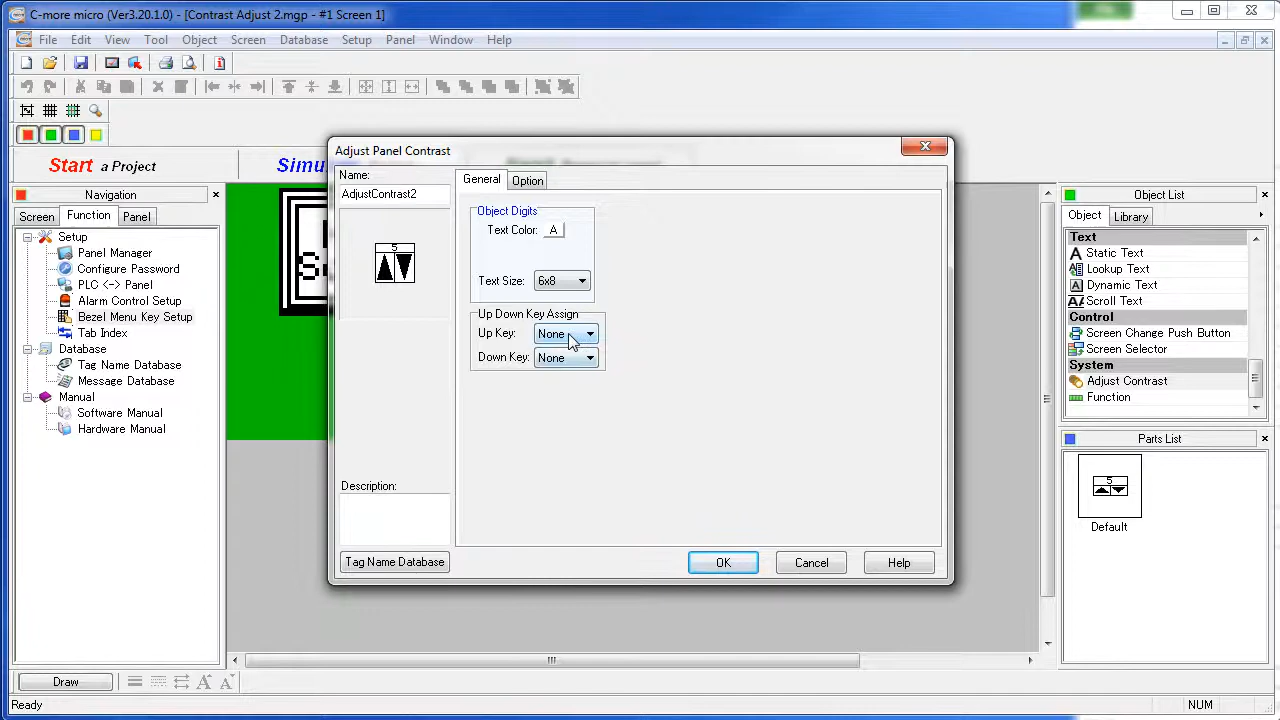 C-more micro (Ver3.20.1.0) - [Contrast Adjust 2.mgp - #1 Screen 1]
File Edit View Tool Object Screen Database Setup Panel Window Help
Start a Project
Navigation
Screen Function Panel
Setup
Panel Manager
Configure Password
PLC <-> Panel
Alarm Control Setup
Bezel Menu Key Setup
Tab Index
Database
Tag Name Database
Message Database
Manual
Software Manual
Hardware Manual
Adjust Panel Contrast
Name:
AdjustContrast2
5
Description:
Tag Name Database
General Option
Object Digits
Text Color: A
Text Size: 6x8
Up Down Key Assign
Up Key: None
Down Key: None
OK Cancel Help
Object List
Object Library
Text
Static Text
Lookup Text
Dynamic Text
Scroll Text
Control
Screen Change Push Button
Screen Selector
System
Adjust Contrast
Function
Parts List
5
Default
Draw
Ready
NUM